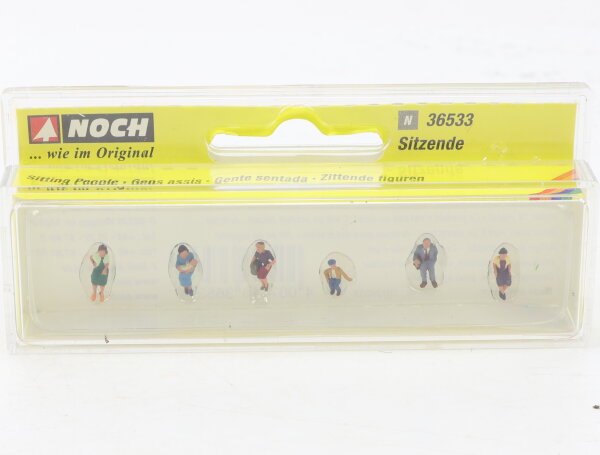 NOCH
... wie im Original
N 36533
Sitzende
Sitting People · Gens assis · Gente sentada · Zittende figuren